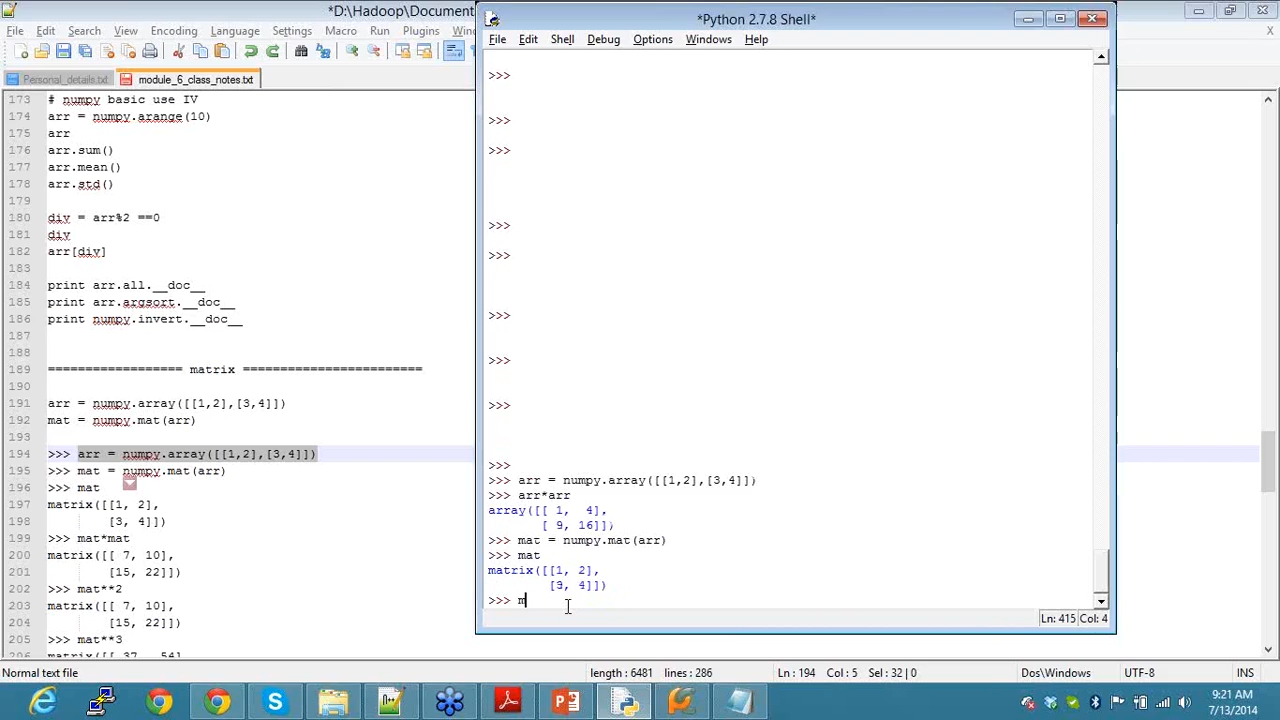 *D:\Hadoop\Document
File Edit Search View Encoding Language Settings Macro Run Plugins
Personal_details.txt module_6_class_notes.txt
173 # numpy basic use IV
174 arr = numpy.arange(10)
175 arr
176 arr.sum()
177 arr.mean()
178 arr.std()
179
180 div = arr%2 ==0
181 div
182 arr[div]
183
184 print arr.all.__doc__
185 print arr.argsort.__doc__
186 print numpy.invert.__doc__
187
188
189 ================== matrix ========================
190
191 arr = numpy.array([[1,2],[3,4]])
192 mat = numpy.mat(arr)
193
194 >>> arr = numpy.array([[1,2],[3,4]])
195 >>> mat = numpy.mat(arr)
196 >>> mat
197 matrix([[1, 2],
198 [3, 4]])
199 >>> mat*mat
200 matrix([[ 7, 10],
201 [15, 22]])
202 >>> mat**2
203 matrix([[ 7, 10],
204 [15, 22]])
205 >>> mat**3
206 matrix([[ 37, 54],
Normal text file length : 6481 lines : 286 Ln : 194 Col : 5 Sel : 32 | 0 Dos\Windows UTF-8 INS
*Python 2.7.8 Shell*
File Edit Shell Debug Options Windows Help
>>>
>>>
>>>
>>>
>>>
>>>
>>>
>>>
>>>
>>> arr = numpy.array([[1,2],[3,4]])
>>> arr*arr
array([[ 1, 4],
[ 9, 16]])
>>> mat = numpy.mat(arr)
>>> mat
matrix([[1, 2],
[3, 4]])
>>> m
Ln: 415 Col: 4
9:21 AM
7/13/2014